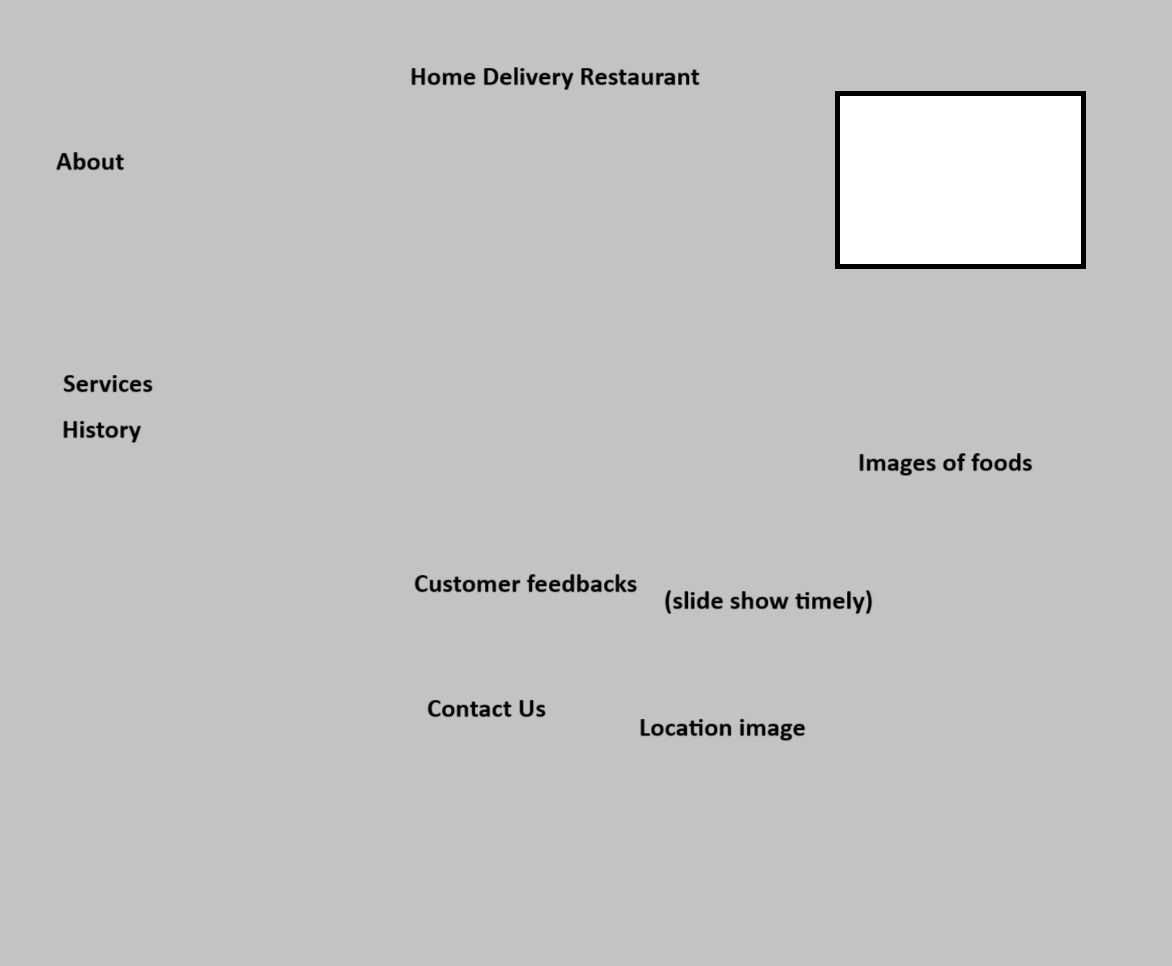 Home Delivery Restaurant
About
Services
History
Images of foods
Customer feedbacks
(slide show timely)
Contact Us
Location image